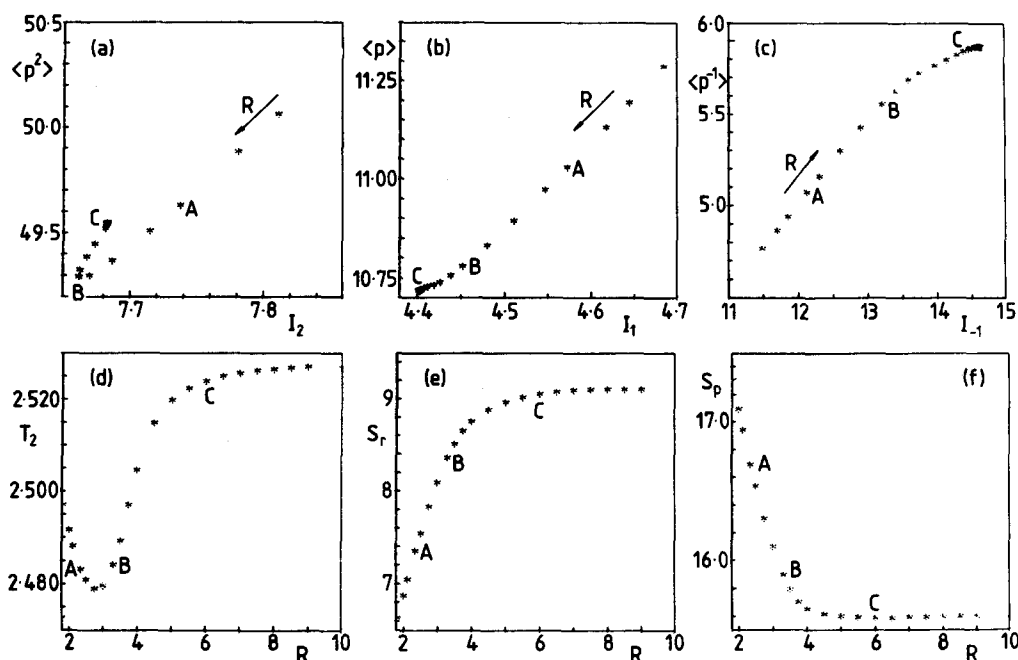 50·5
(a)
<p²>
R
50·0
A
C
49·5
B
7·7
7·8
I₂
<p>
(b)
11·25
R
A
11·00
B
C
10·75
4·4
4·5
4·6
4·7
I₁
6·0
(c)
C
<p⁻¹>
5·5
B
R
A
5·0
11
12
13
14
15
I₋₁
(d)
2·520
C
T₂
2·500
A
B
2·480
2
4
6
8
10
R
(e)
9
C
Sᵣ
B
8
A
7
2
4
6
8
10
R
Sₚ
(f)
17·0
A
B
16·0
C
2
4
6
8
10
R